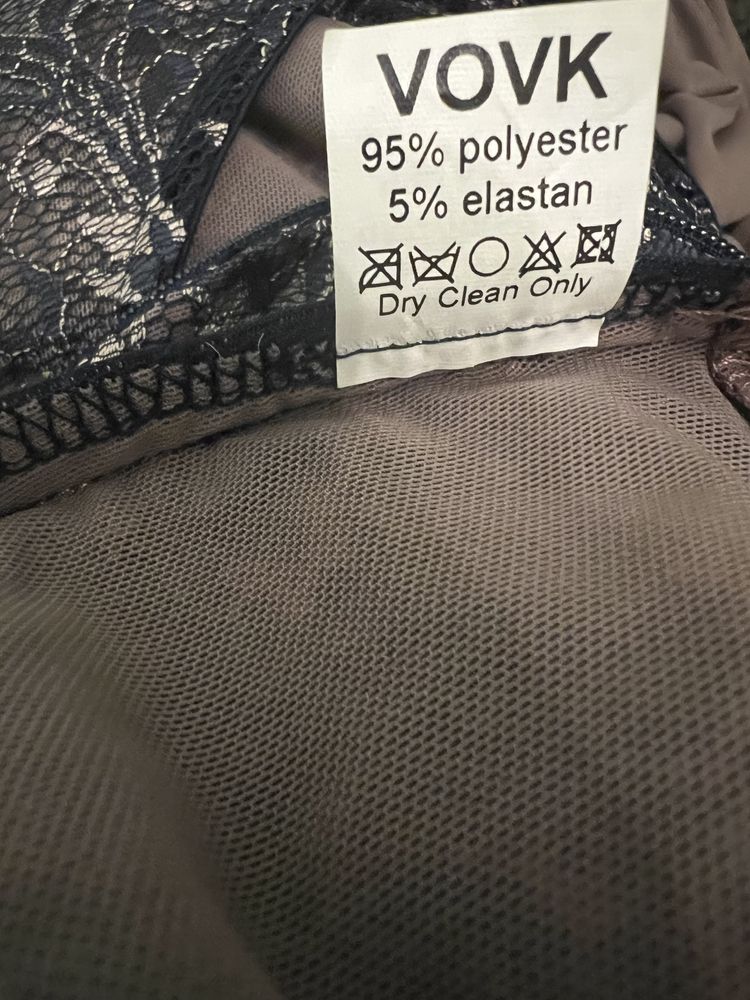 VOVK
95% polyester
5% elastan
Dry Clean Only